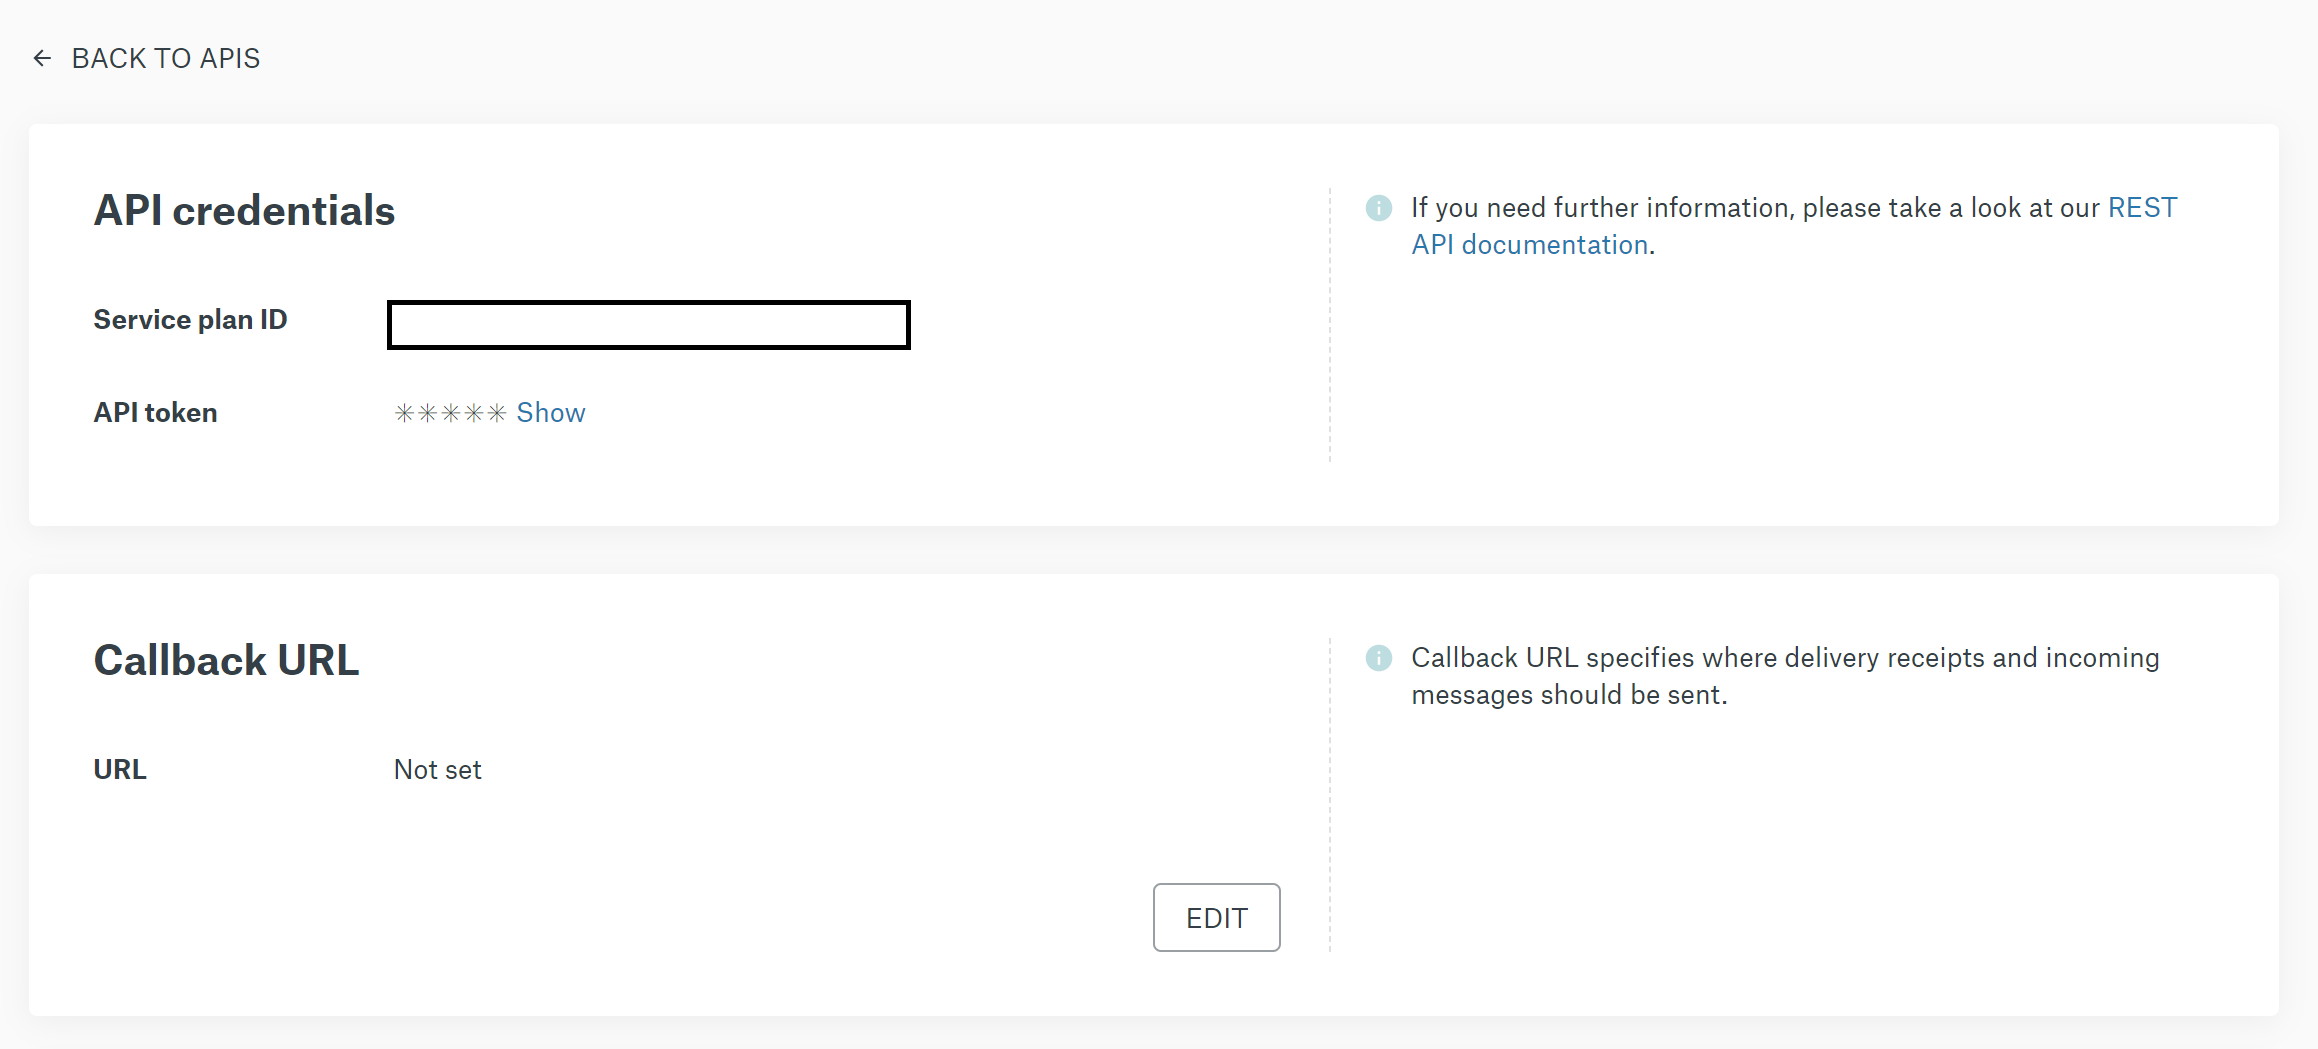 ← BACK TO APIS
API credentials
Service plan ID
API token ✳✳✳✳✳ Show
If you need further information, please take a look at our REST
API documentation.
Callback URL
URL Not set
EDIT
Callback URL specifies where delivery receipts and incoming
messages should be sent.